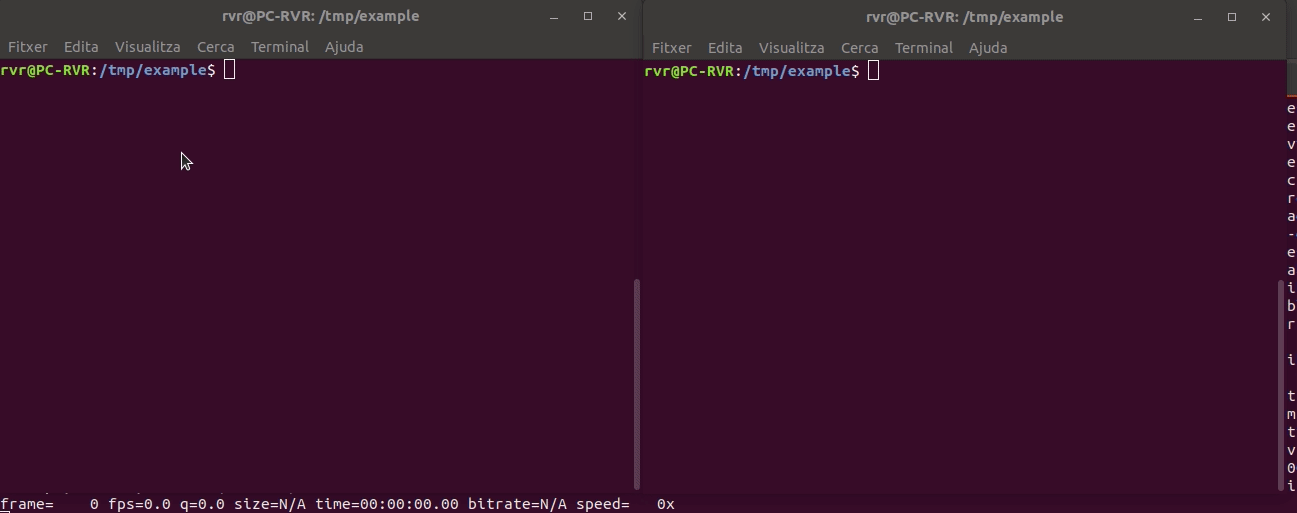 rvr@PC-RVR: /tmp/example
Fitxer Edita Visualitza Cerca Terminal Ajuda
rvr@PC-RVR:/tmp/example$
rvr@PC-RVR: /tmp/example
Fitxer Edita Visualitza Cerca Terminal Ajuda
rvr@PC-RVR:/tmp/example$
e
e
v
e
c
r
a
-
e
a
i
b
r
i
t
m
t
v
i
frame=    0 fps=0.0 q=0.0 size=N/A time=00:00:00.00 bitrate=N/A speed=   0x